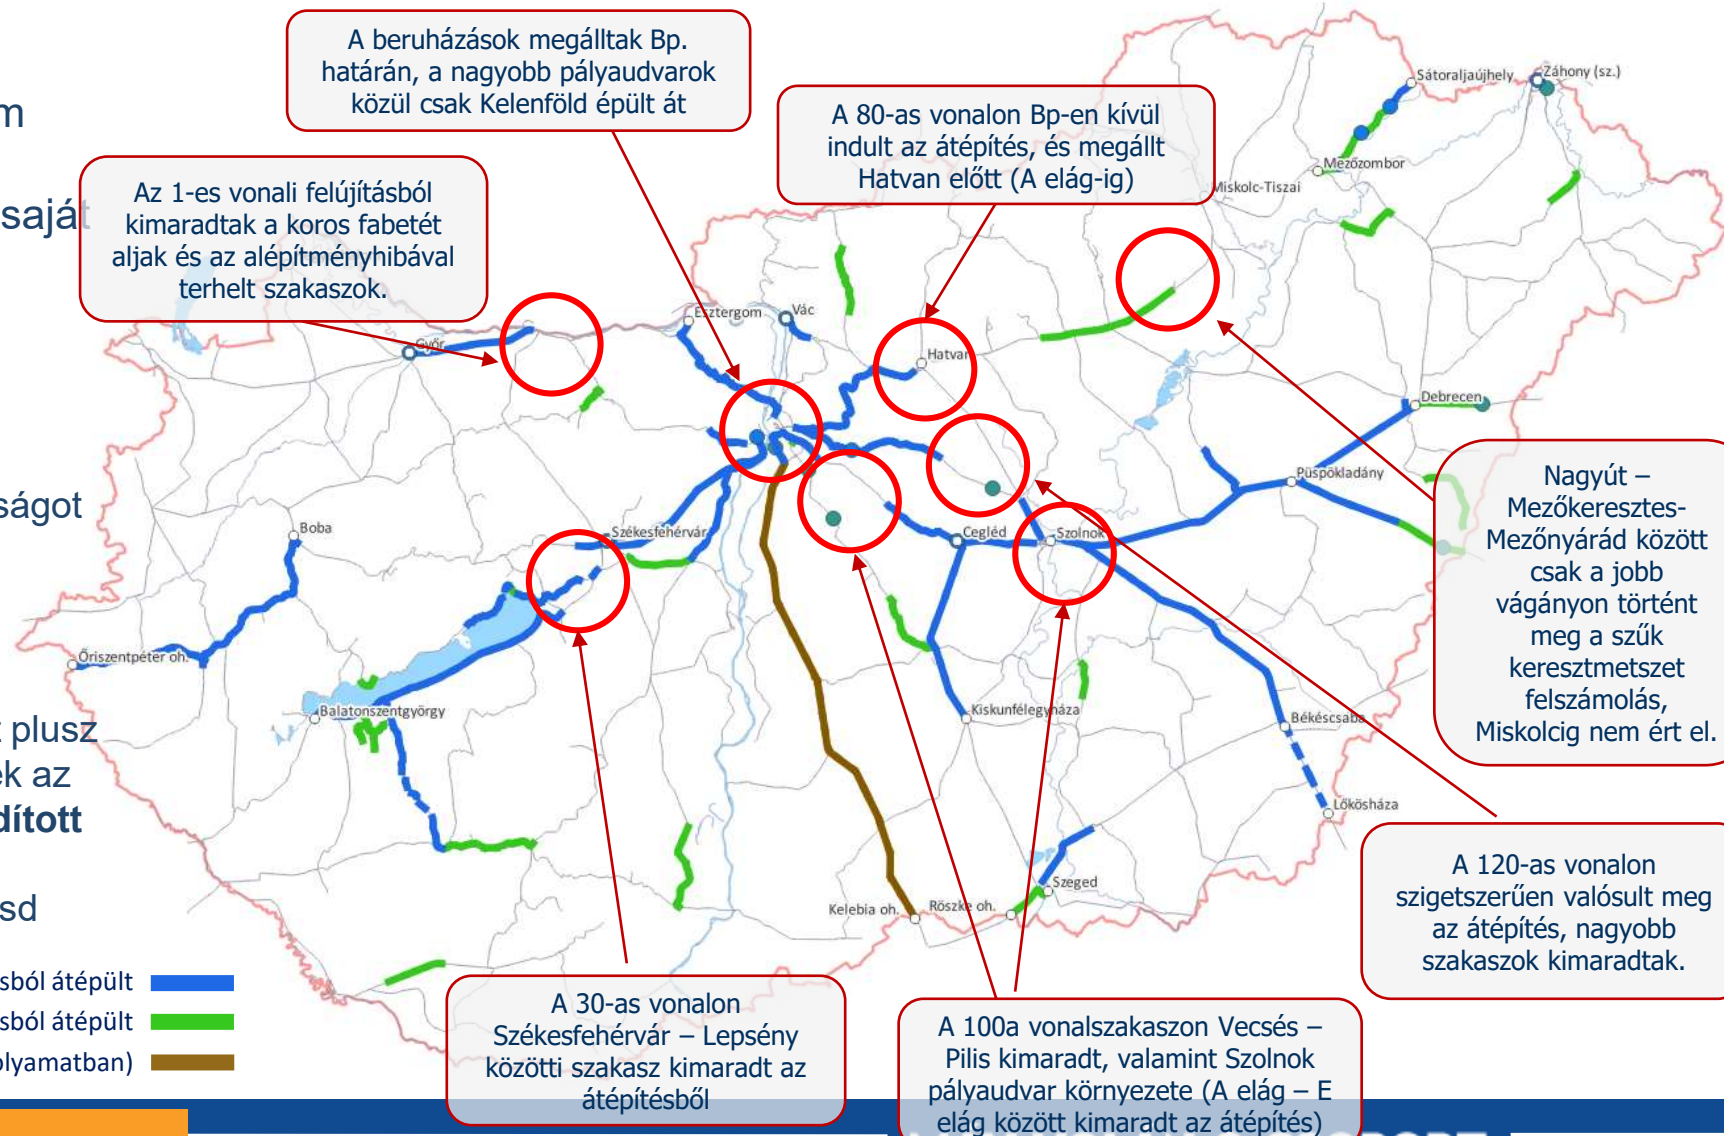 A beruházások megálltak Bp.
határán, a nagyobb pályaudvarok
közül csak Kelenföld épült át
A 80-as vonalon Bp-en kívül
indult az átépítés, és megállt
Hatvan előtt (A elág-ig)
Az 1-es vonali felújításból
kimaradtak a koros fabetét
aljak és az alépítményhibával
terhelt szakaszok.
m
saját
ságot
t plusz
ek az
dított
sd
Sátoraljaújhely
Záhony (sz.)
Mezőzombor
Miskolc-Tiszai
Esztergom
Vác
Győr
Hatvan
Debrecen
Püspökladány
Boba
Székesfehérvár
Cegléd
Szolnok
Őriszentpéter oh.
Balatonszentgyörgy
Kiskunfélegyháza
Békéscsaba
Lőkösháza
Szeged
Kelebia oh.
Röszke oh.
Nagyút –
Mezőkeresztes-
Mezőnyárád között
csak a jobb
vágányon történt
meg a szűk
keresztmetszet
felszámolás,
Miskolcig nem ért el.
A 120-as vonalon
szigetszerűen valósult meg
az átépítés, nagyobb
szakaszok kimaradtak.
sból átépült
sból átépült
olyamatban)
A 30-as vonalon
Székesfehérvár – Lepsény
közötti szakasz kimaradt az
átépítésből
A 100a vonalszakaszon Vecsés –
Pilis kimaradt, valamint Szolnok
pályaudvar környezete (A elág – E
elág között kimaradt az átépítés)